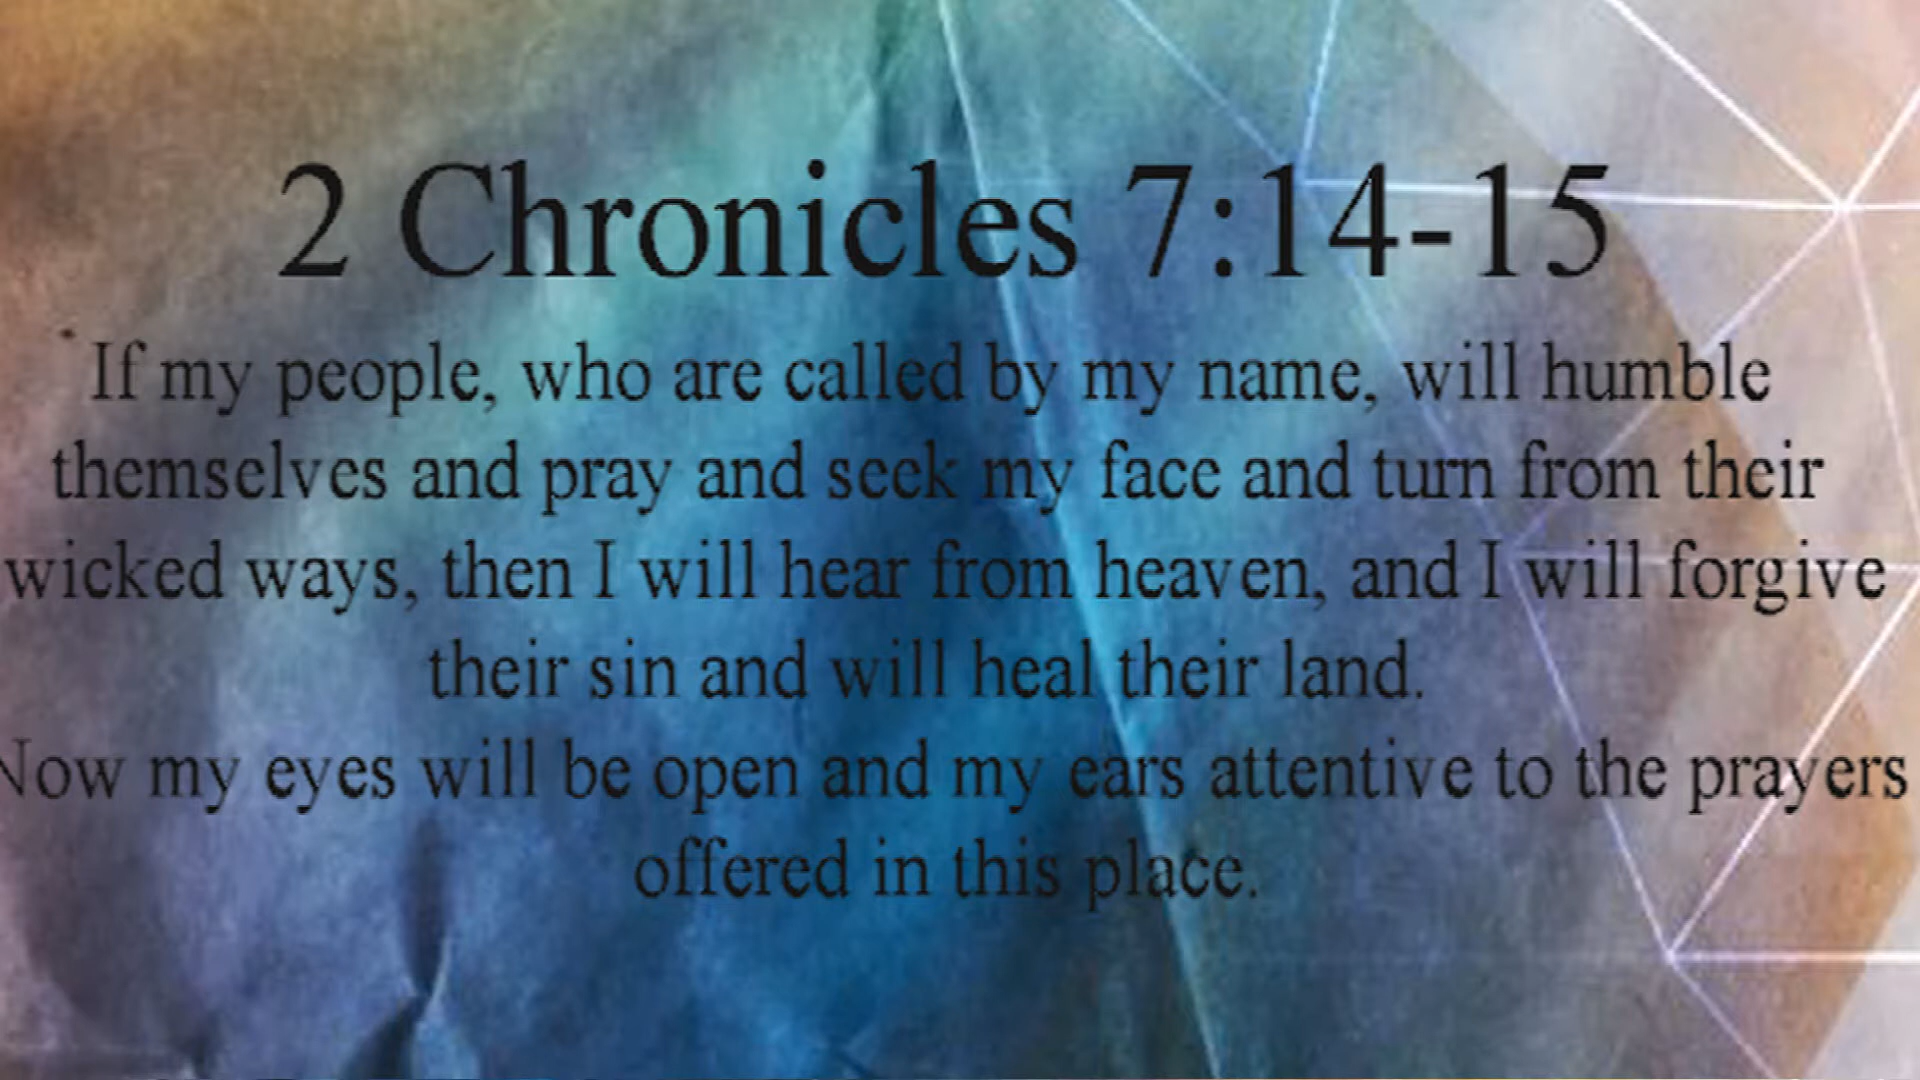 2 Chronicles 7:14-15
If my people, who are called by my name, will humble
themselves and pray and seek my face and turn from their
wicked ways, then I will hear from heaven, and I will forgive
their sin and will heal their land.
Now my eyes will be open and my ears attentive to the prayers
offered in this place.